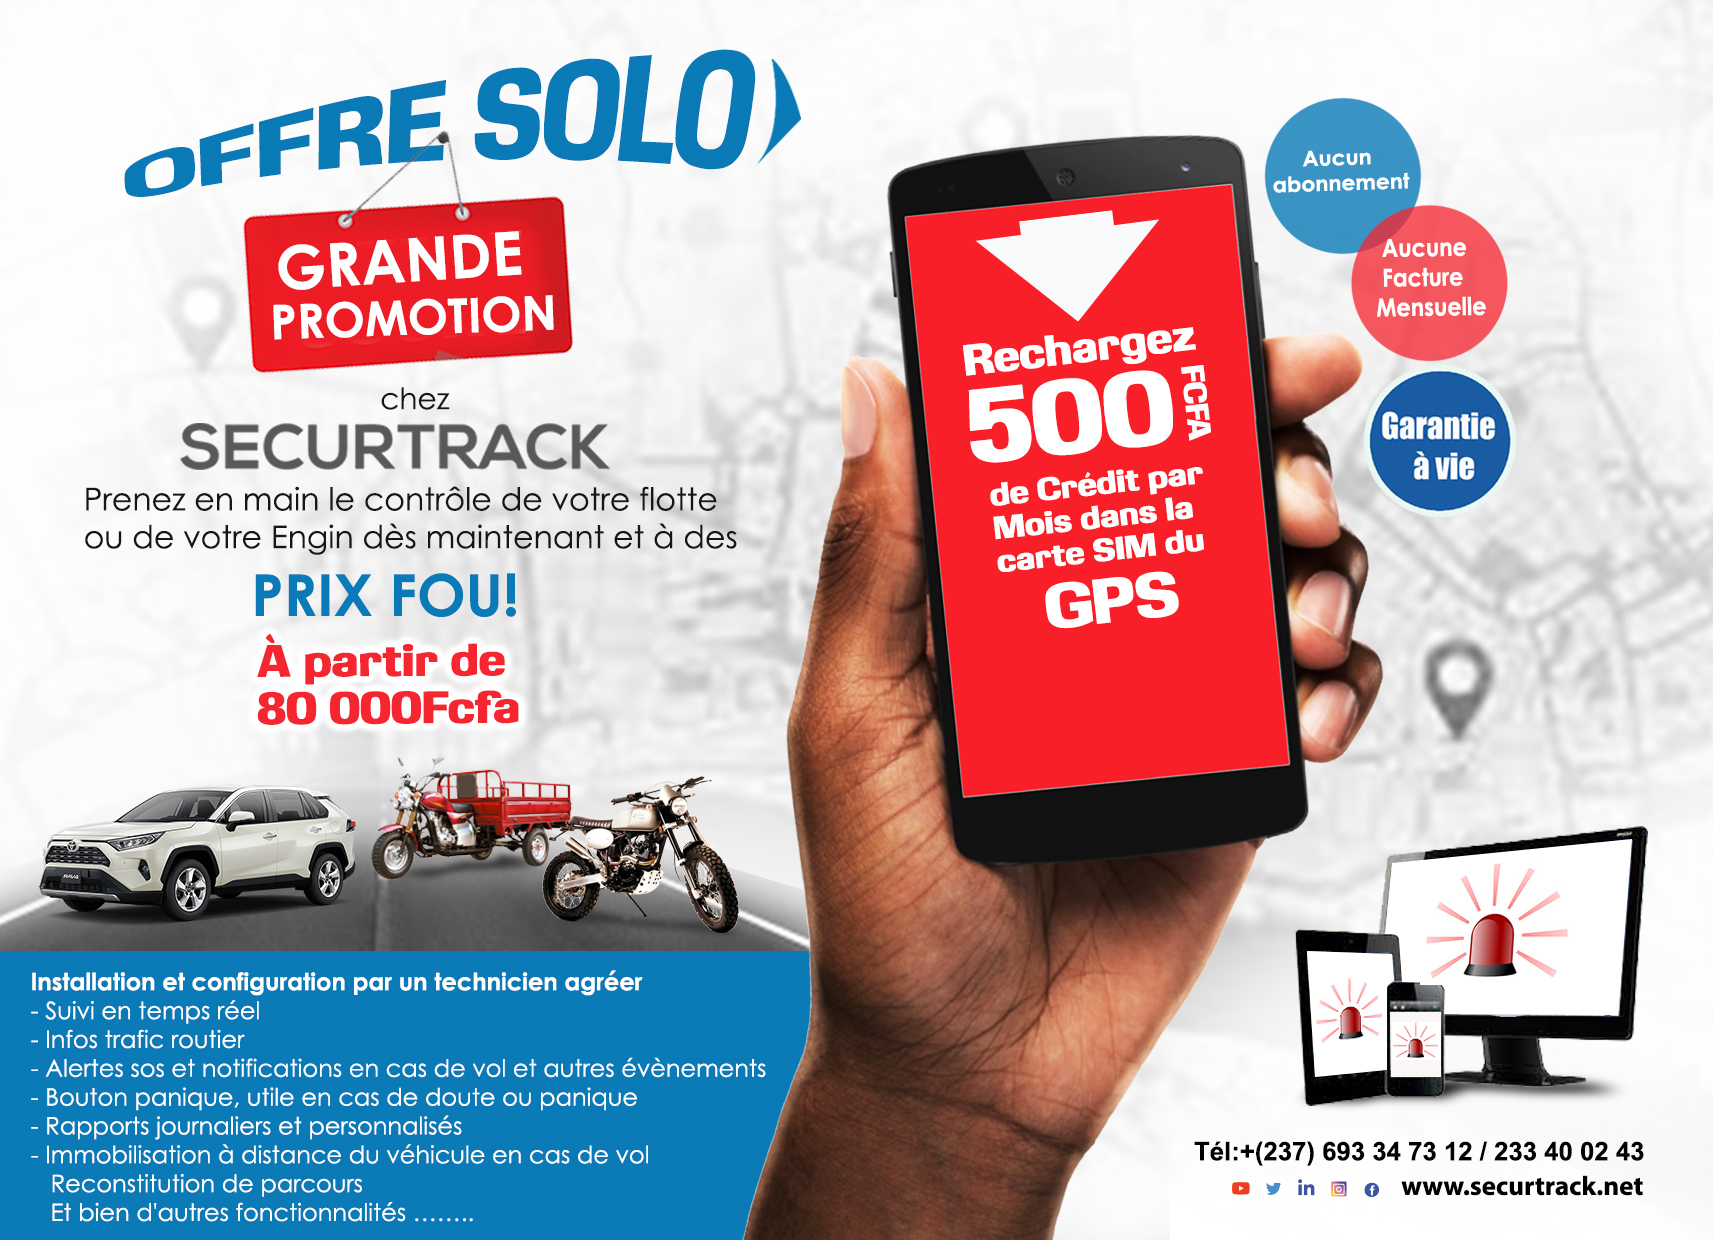 OFFRE SOLO
GRANDE
PROMOTION
chez
SECURTRACK
Prenez en main le contrôle de votre flotte
ou de votre Engin dès maintenant et à des
PRIX FOU!
À partir de
80 000Fcfa
Rechargez
500 FCFA
de Crédit par
Mois dans la
carte SIM du
GPS
Aucun
abonnement
Aucune
Facture
Mensuelle
Garantie
à vie
Installation et configuration par un technicien agréer
- Suivi en temps réel
- Infos trafic routier
- Alertes sos et notifications en cas de vol et autres évènements
- Bouton panique, utile en cas de doute ou panique
- Rapports journaliers et personnalisés
- Immobilisation à distance du véhicule en cas de vol
Reconstitution de parcours
Et bien d'autres fonctionnalités ........
Tél:+(237) 693 34 73 12 / 233 40 02 43
www.securtrack.net